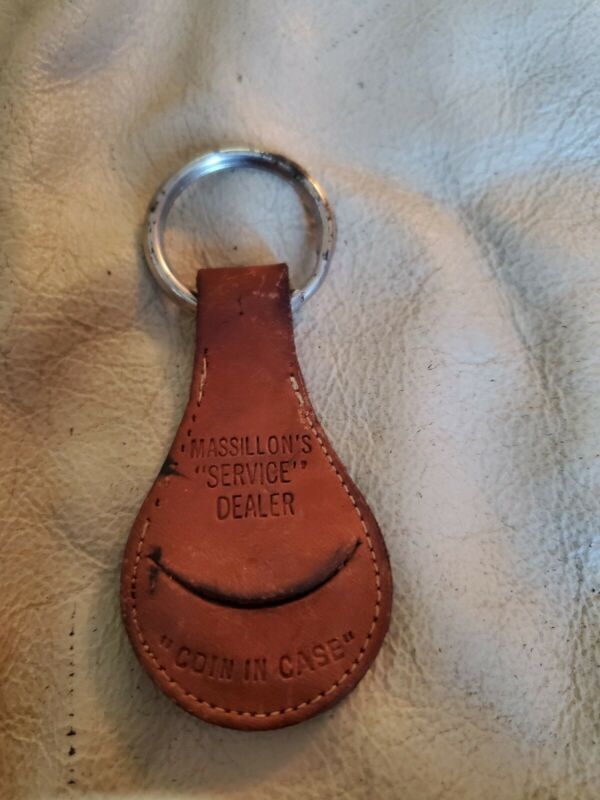 MASSILLON'S
"SERVICE"
DEALER
"COIN IN CASE"